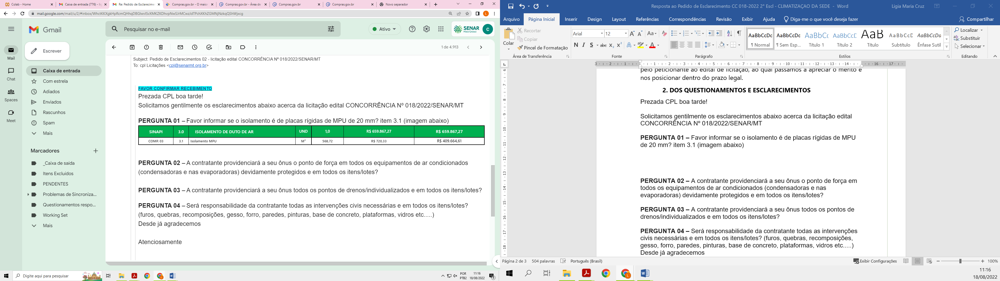 Colab - Home
Caixa de entrada (776) - li
Re: Pedido de Esclarecimen
Compras.gov.br - O maior
Compras.gov.br - Área de
Compras.gov.br
Compras.gov.br
Novo separador
mail.google.com/mail/u/2/#inbox/WhctKKXgkHpRcmQHhqDBGlwvlSvXMKZKDhvpNwSJrMCwzJdTPchXKhZGMNjNzkqQShWjxcg
Gmail
Pesquisar no e-mail
Ativo
SENAR
Mato Grosso
C
Mail
Chat
Spaces
Meet
Escrever
Caixa de entrada
Com estrela
Adiados
Enviados
Rascunhos
Spam
Mais
Marcadores
_Caixa de saída
Itens Excluídos
PENDENTES
Problemas de Sincroniza...
Questionamentos respo...
Working Set
Mais
1 de 4.913
Subject: Pedido de Esclarecimentos 02 - licitação edital CONCORRÊNCIA Nº 018/2022/SENAR/MT
To: cpl Licitações <cpl@senarmt.org.br>
FAVOR CONFIRMAR RECEBIMENTO
Prezada CPL boa tarde!
Solicitamos gentilmente os esclarecimentos abaixo acerca da licitação edital CONCORRÊNCIA Nº 018/2022/SENAR/MT
PERGUNTA 01 – Favor informar se o isolamento é de placas rígidas de MPU de 20 mm? item 3.1 (imagem abaixo)
SINAPI 3.0 ISOLAMENTO DE DUTO DE AR UND 1,0 R$ 659.867,27 R$ 659.867,27
COMP. 03 3.1 Isolamento MPU M² 568,72 R$ 720,33 R$ 409.664,61
PERGUNTA 02 – A contratante providenciará a seu ônus o ponto de força em todos os equipamentos de ar condicionados
(condensadoras e nas evaporadoras) devidamente protegidos e em todos os itens/lotes?
PERGUNTA 03 – A contratante providenciará a seu ônus todos os pontos de drenos/individualizados e em todos os itens/lotes?
PERGUNTA 04 – Será responsabilidade da contratante todas as intervenções civis necessárias e em todos os itens/lotes?
(furos, quebras, recomposições, gesso, forro, paredes, pinturas, base de concreto, plataformas, vidros etc.....)
Desde já agradecemos
Atenciosamente
Digite aqui para pesquisar
POR
PTB2
11:16
18/08/2022
Resposta ao Pedido de Esclarecimento CC 018-2022 2° Escl - CLIMATIZAÇAO DA SEDE - Word
Ligia Maria Cruz
Arquivo Página Inicial Inserir Design Layout Referências Correspondências Revisão Exibir Ajuda Diga-me o que você deseja fazer Compartilhar
Colar
Recortar
Copiar
Pincel de Formatação
Área de Transferência
Arial 12
N I S abc X₂ X²
Fonte
Parágrafo
AaBbCcDc AaBbCcDc AaBbCc AaBbCcD AaB AaBbCcD AaBbCcDa
¶ Normal ¶ Sem Esp... Título 1 Título 2 Título Subtítulo Ênfase Sutil
Estilos
Localizar
Substituir
Selecionar
Editando
pelo peticionante ao edital de licitação, ao qual passamos a apreciar o mérito e
nos posicionar dentro do prazo legal.
2. DOS QUESTIONAMENTOS E ESCLARECIMENTOS
Prezada CPL boa tarde!
Solicitamos gentilmente os esclarecimentos abaixo acerca da licitação edital
CONCORRÊNCIA Nº 018/2022/SENAR/MT
PERGUNTA 01 – Favor informar se o isolamento é de placas rígidas de MPU
de 20 mm? item 3.1 (imagem abaixo)
PERGUNTA 02 – A contratante providenciará a seu ônus o ponto de força em
todos os equipamentos de ar condicionados (condensadoras e nas
evaporadoras) devidamente protegidos e em todos os itens/lotes?
PERGUNTA 03 – A contratante providenciará a seu ônus todos os pontos de
drenos/individualizados e em todos os itens/lotes?
PERGUNTA 04 – Será responsabilidade da contratante todas as intervenções
civis necessárias e em todos os itens/lotes? (furos, quebras, recomposições,
gesso, forro, paredes, pinturas, base de concreto, plataformas, vidros etc.....)
Desde já agradecemos
Página 2 de 3 504 palavras Português (Brasil) Exibir Configurações 100%
11:16
18/08/2022